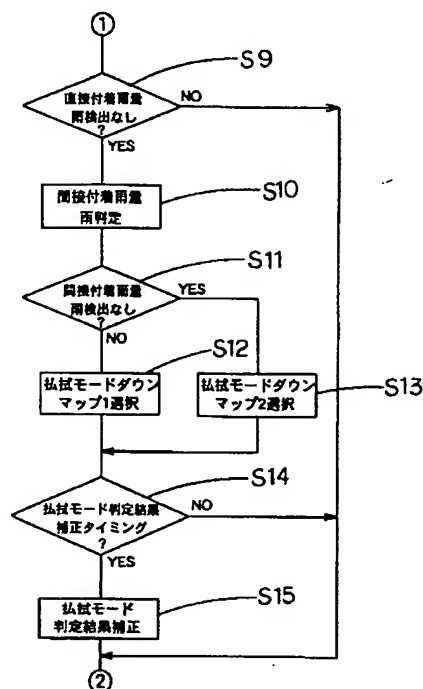 ①
S9
直接付着雨量
雨検出なし
?
NO
YES
間接付着雨量
雨判定
S10
S11
間接付着雨量
雨検出なし
?
YES
NO
S12
払拭モードダウン
マップ1選択
払拭モードダウン
マップ2選択
S13
S14
払拭モード判定結果
補正タイミング
?
NO
YES
払拭モード
判定結果補正
S15
②